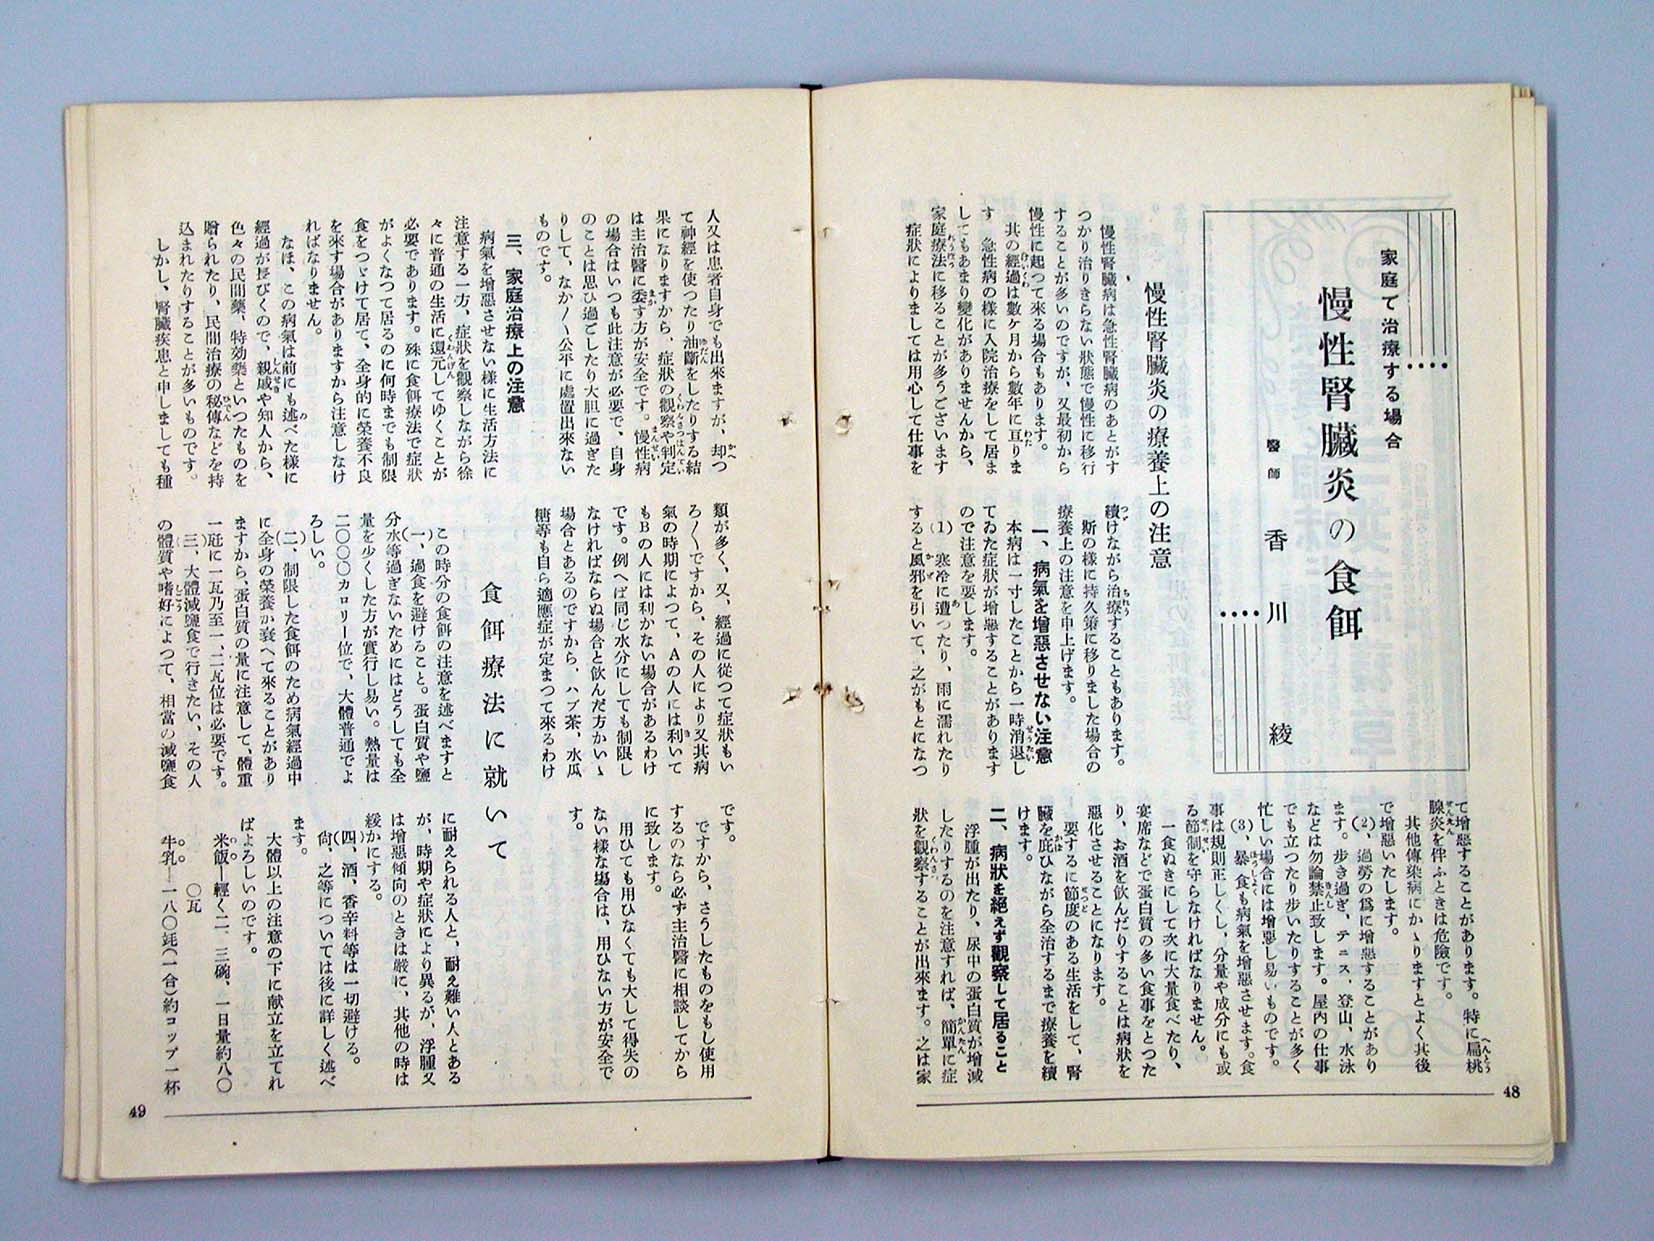 家庭で治療する場合
慢性腎臟炎の食餌
醫師 香川 綾
慢性腎臟炎の療養上の注意
慢性腎臟病は急性腎臟病のあとがす
つかり治りきらない狀態で慢性に移行
することが多いのですが、又最初から
慢性に起つて來る場合もあります。
其の經過は數ケ月から數年に亙りま
す。急性病の樣に入院治療をして居ま
してもあまり變化がありませんから、
家庭療法に移ることが多うございます
症狀によりましては用心して仕事を
續けながら治療することもあります。
斯の樣に持久策に移りました場合の
療養上の注意を申上げます。
一、病氣を增惡させない注意
本病は一寸したことから一時消退し
てゐた症狀が增惡することがあります
ので注意を要します。
(1) 寒冷に遭つたり、雨に濡れたり
すると風邪を引いて、之がもとになつ
て增惡することがあります。特に扁桃
腺炎を伴ふときは危險です。
其他傳染病にかゝりますとよく其後
で增惡いたします。
(2)、過勞の爲に增惡することがあり
ます。步き過ぎ、テニス、登山、水泳
などは勿論禁止致します。屋內の仕事
でも立つたり步いたりすることが多く
忙しい場合には增惡し易いものです。
(3)、暴食も病氣を增惡させます。食
事は規則正しくし、分量や成分にも或
る節制を守らなければなりません。
一食ぬきにして次に大量食べたり、
宴席などで蛋白質の多い食事をとつた
り、お酒を飮んだりすることは病狀を
惡化させることになります。
要するに節度のある生活をして、腎
臟を庇ひながら全治するまで療養を續
けます。
二、病狀を絕えず觀察して居ること
浮腫が出たり、尿中の蛋白質が增減
したりするのを注意すれば、簡單に症
狀を觀察することが出來ます。之は家
48
人又は患者自身でも出來ますが、却つ
て神經を使つたり油斷をしたりする結
果になりますから、症狀の觀察や判定
は主治醫に委す方が安全です。慢性病
の場合はいつも此注意が必要で、自身
のことは思ひ過ごしたり大膽に過ぎた
りして、なか〳〵公平に處置出來ない
ものです。
三、家庭治療上の注意
病氣を增惡させない樣に生活方法に
注意する一方、症狀を觀察しながら徐
々に普通の生活に還元してゆくことが
必要であります。殊に食餌療法で症狀
がよくなつて居るのに何時までも制限
食をつゞけて居て、全身的に榮養不良
を來す場合がありますから注意しなけ
ればなりません。
なほ、この病氣は前にも述べた樣に
經過が長びくので、親戚や知人から、
色々の民間藥、特効藥といつたものを
贈られたり、民間治療の秘傳などを持
込まれたりすることが多いものです。
しかし、腎臟疾患と申しましても種
類が多く、又、經過に從つて症狀もい
ろ〳〵ですから、その人により又其病
氣の時期によつて、Aの人には利いて
もBの人には利かない場合があるわけ
です。例へば同じ水分にしても制限し
なければならぬ場合と飮んだ方がいゝ
場合とあるのですから、ハブ茶、水瓜
糖等も自ら適應症が定まつて來るわけ
です。
ですから、さうしたものをもし使用
するのなら必ず主治醫に相談してから
に致します。
用ひても用ひなくても大して得失の
ない樣な場合は、用ひない方が安全で
す。
食餌療法に就いて
この時分の食餌の注意を述べますと
(一)、過食を避けること。蛋白質や鹽
分水等過ぎないためにはどうしても全
量を少くした方が實行し易い。熱量は
二〇〇〇カロリー位で、大體普通でよ
ろしい。
(二)、制限した食餌のため病氣經過中
に全身の榮養が衰へて來ることがあり
ますから、蛋白質の量に注意して、體重
一瓩に一瓦乃至一、二瓦位は必要です。
(三)、大體減鹽食で行きたい、その人
の體質や嗜好によつて、相當の減鹽食
に耐えられる人と、耐え難い人とある
が、時期や症狀により異るが、浮腫又
は增惡傾向のときは嚴に、其他の時は
緩かにする。
(四)、酒、香辛料等は一切避ける。
尙、之等については後に詳しく述べ
ます。
大體以上の注意の下に献立を立てれ
ばよろしいのです。
米飯―輕く二、三碗、一日量約八〇
〇瓦
牛乳―一八〇竓(一合)約コップ一杯
49